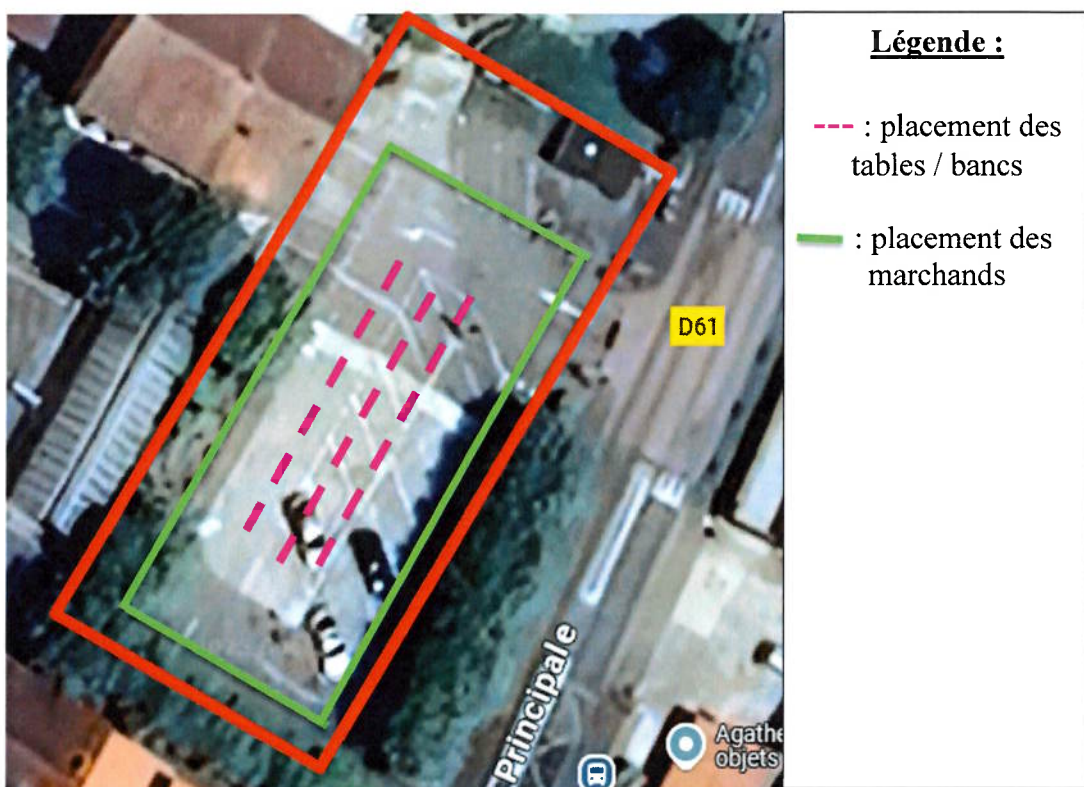 Légende :
--- : placement des
tables / bancs
: placement des
marchands
D61
Principale
Agathe
objets